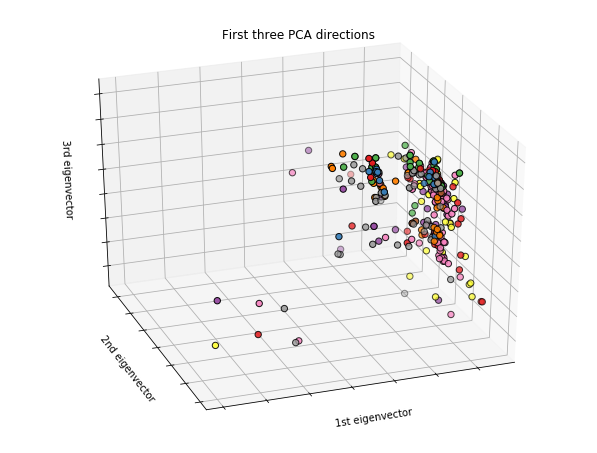 First three PCA directions
3rd eigenvector
2nd eigenvector
1st eigenvector